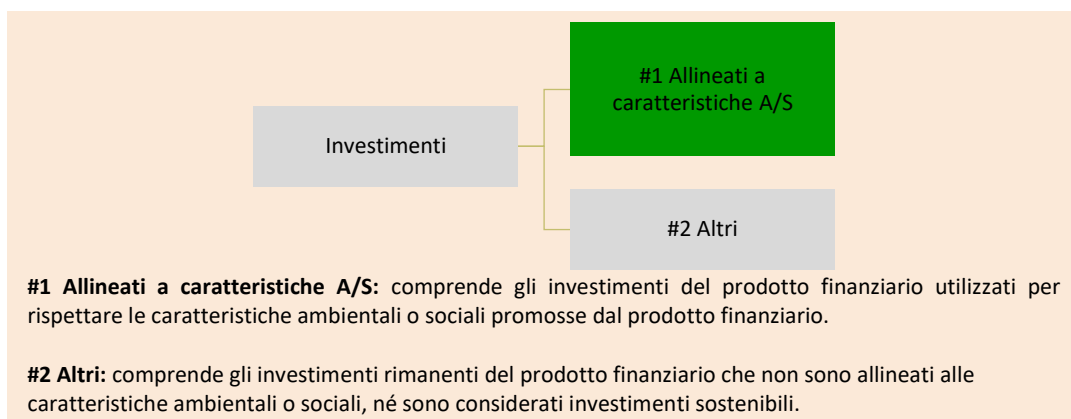 #1 Allineati a
caratteristiche A/S
Investimenti
#2 Altri
#1 Allineati a caratteristiche A/S: comprende gli investimenti del prodotto finanziario utilizzati per
rispettare le caratteristiche ambientali o sociali promosse dal prodotto finanziario.
#2 Altri: comprende gli investimenti rimanenti del prodotto finanziario che non sono allineati alle
caratteristiche ambientali o sociali, né sono considerati investimenti sostenibili.